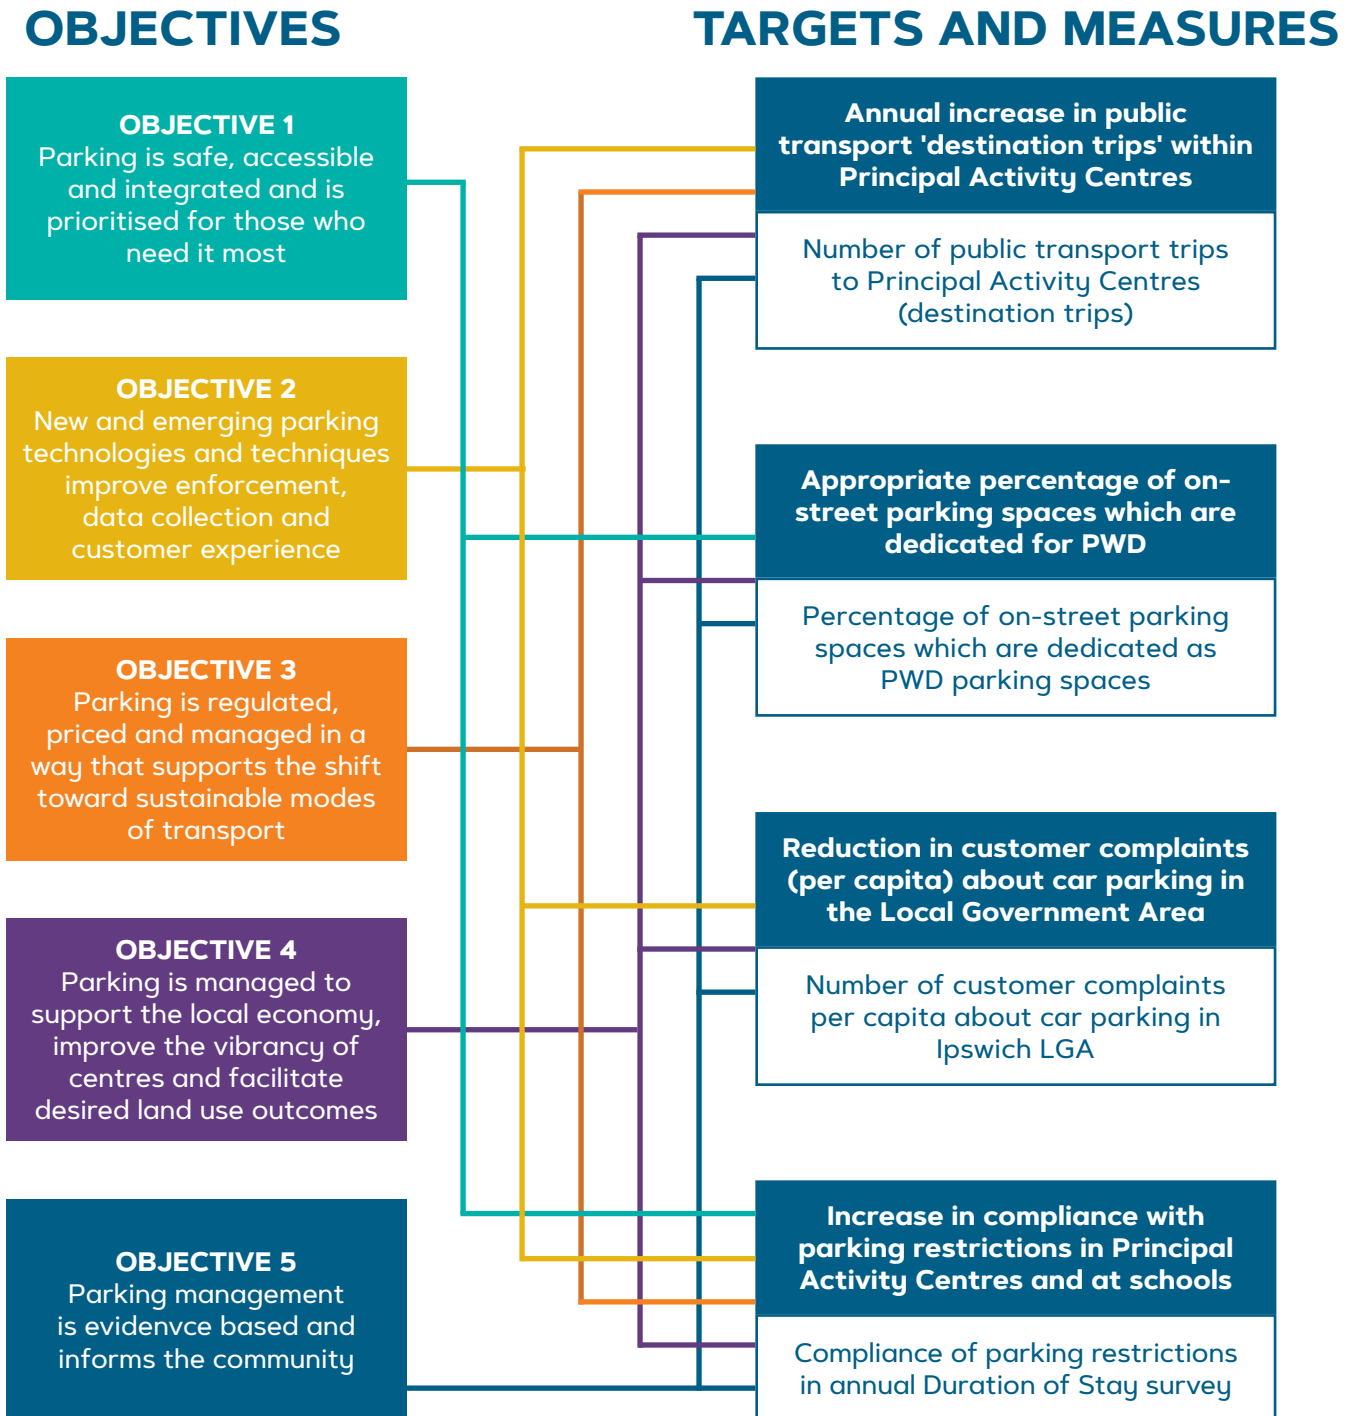 OBJECTIVES
OBJECTIVE 1
Parking is safe, accessible
and integrated and is
prioritised for those who
need it most
OBJECTIVE 2
New and emerging parking
technologies and techniques
improve enforcement,
data collection and
customer experience
OBJECTIVE 3
Parking is regulated,
priced and managed in a
way that supports the shift
toward sustainable modes
of transport
OBJECTIVE 4
Parking is managed to
support the local economy,
improve the vibrancy of
centres and facilitate
desired land use outcomes
OBJECTIVE 5
Parking management
is evidenvce based and
informs the community
TARGETS AND MEASURES
Annual increase in public
transport 'destination trips' within
Principal Activity Centres
Number of public transport trips
to Principal Activity Centres
(destination trips)
Appropriate percentage of on-
street parking spaces which are
dedicated for PWD
Percentage of on-street parking
spaces which are dedicated as
PWD parking spaces
Reduction in customer complaints
(per capita) about car parking in
the Local Government Area
Number of customer complaints
per capita about car parking in
Ipswich LGA
Increase in compliance with
parking restrictions in Principal
Activity Centres and at schools
Compliance of parking restrictions
in annual Duration of Stay survey